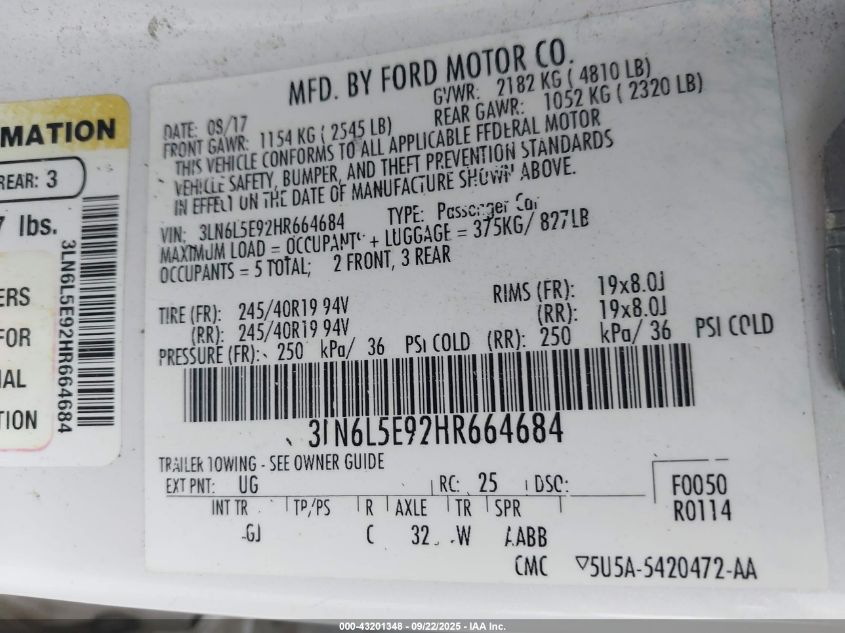 MATION
REAR: 3
7 lbs.
ERS
FOR
IAL
TION
3LN6L5E92HR664684
MFD. BY FORD MOTOR CO.
DATE: 08/17
GVWR: 2182 KG ( 4810 LB)
FRONT GAWR: 1154 KG ( 2545 LB)
REAR GAWR: 1052 KG ( 2320 LB)
THIS VEHICLE CONFORMS TO ALL APPLICABLE FEDERAL MOTOR
VEHICLE SAFETY, BUMPER, AND THEFT PREVENTION STANDARDS
IN EFFECT ON THE DATE OF MANUFACTURE SHOWN ABOVE.
VIN: 3LN6L5E92HR664684 TYPE: Passenger Car
MAXIMUM LOAD = OCCUPANTS + LUGGAGE = 375KG/ 827LB
OCCUPANTS = 5 TOTAL; 2 FRONT, 3 REAR
TIRE (FR): 245/40R19 94V RIMS (FR): 19x8.0J
(RR): 245/40R19 94V (RR): 19x8.0J
PRESSURE (FR): 250 kPa/ 36 PSI COLD (RR): 250 kPa/ 36 PSI COLD
3LN6L5E92HR664684
TRAILER TOWING - SEE OWNER GUIDE
EXT PNT: UG RC: 25 DSO:
F0050
INT TR TP/PS R AXLE TR SPR
R0114
GJ C 32 W AABB
CMC ▽5U5A-5420472-AA
000-43201348 - 09/22/2025 - IAA Inc.